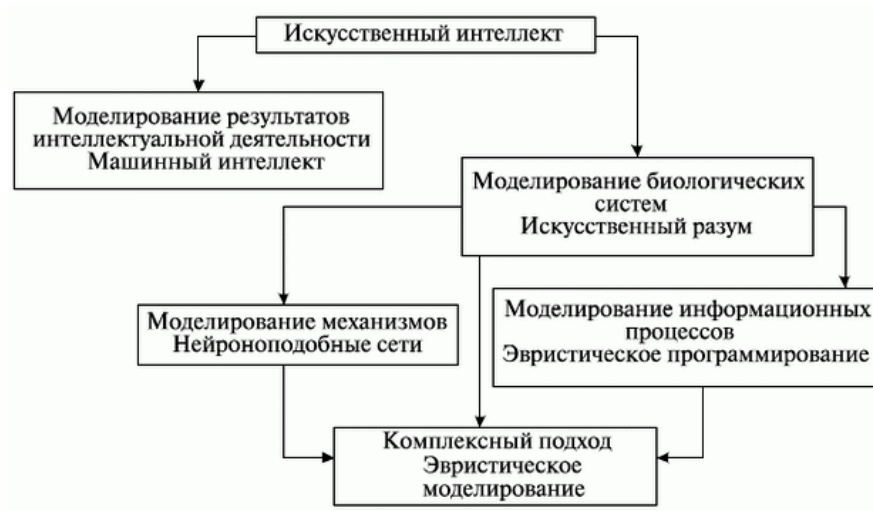 Искусственный интеллект
Моделирование результатов
интеллектуальной деятельности
Машинный интеллект
Моделирование биологических
систем
Искусственный разум
Моделирование механизмов
Нейроноподобные сети
Моделирование информационных
процессов
Эвристическое программирование
Комплексный подход
Эвристическое
моделирование